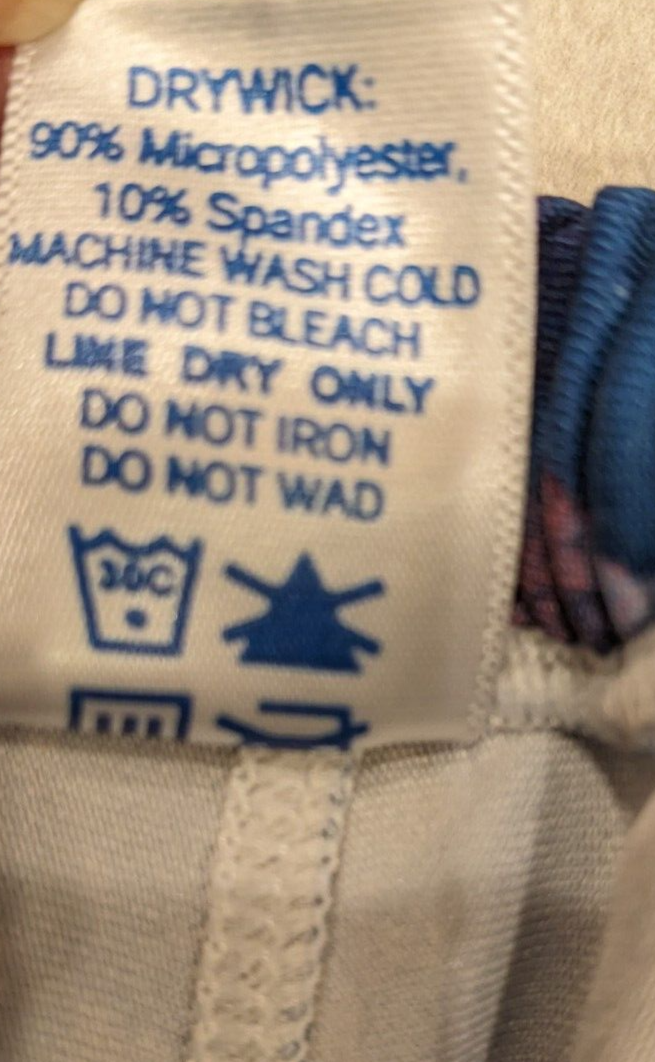 DRYWICK:
90% Micropolyester,
10% Spandex
MACHINE WASH COLD
DO NOT BLEACH
LINE DRY ONLY
DO NOT IRON
DO NOT WAD
30C